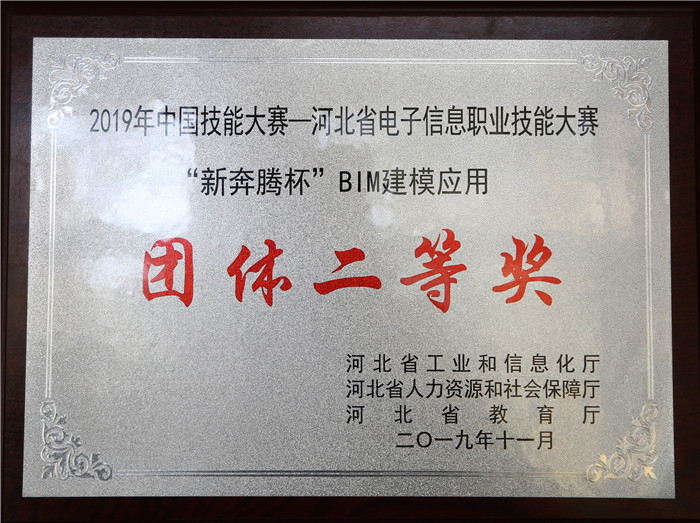 2019年中国技能大赛—河北省电子信息职业技能大赛
“新奔腾杯”BIM建模应用
团体二等奖
河北省工业和信息化厅
河北省人力资源和社会保障厅
河北省教育厅
二〇一九年十一月